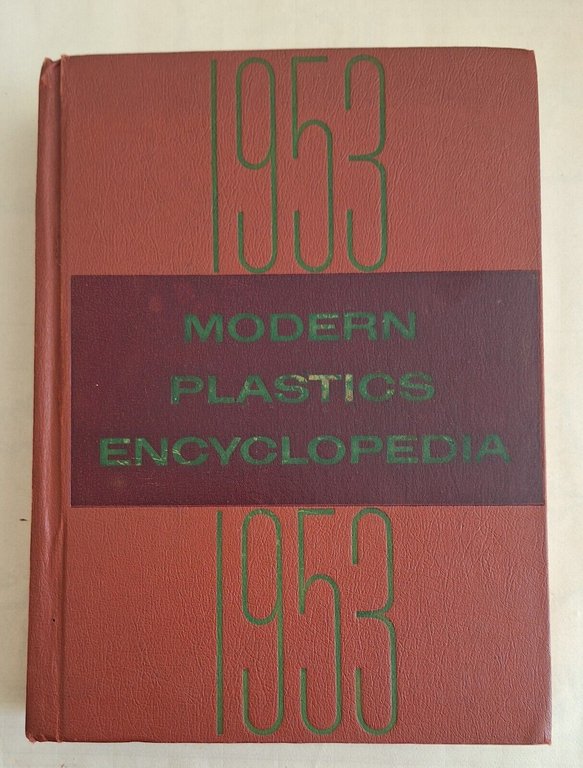 1953
MODERN
PLASTICS
ENCYCLOPEDIA
1953